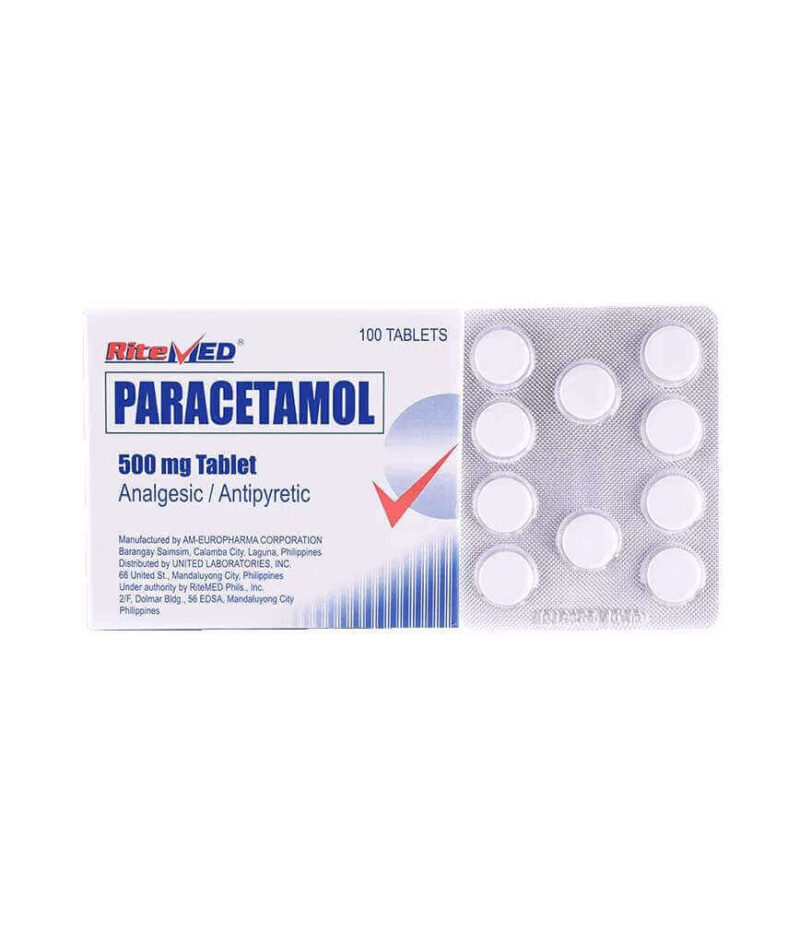 RiteMED®
100 TABLETS
PARACETAMOL
500 mg Tablet
Analgesic / Antipyretic
Manufactured by AM-EUROPHARMA CORPORATION
Barangay Saimsim, Calamba City, Laguna, Philippines
Distributed by UNITED LABORATORIES, INC.
66 United St., Mandaluyong City, Philippines
Under authority by RiteMED Phils., Inc.
2/F, Dolmar Bldg., 56 EDSA, Mandaluyong City
Philippines